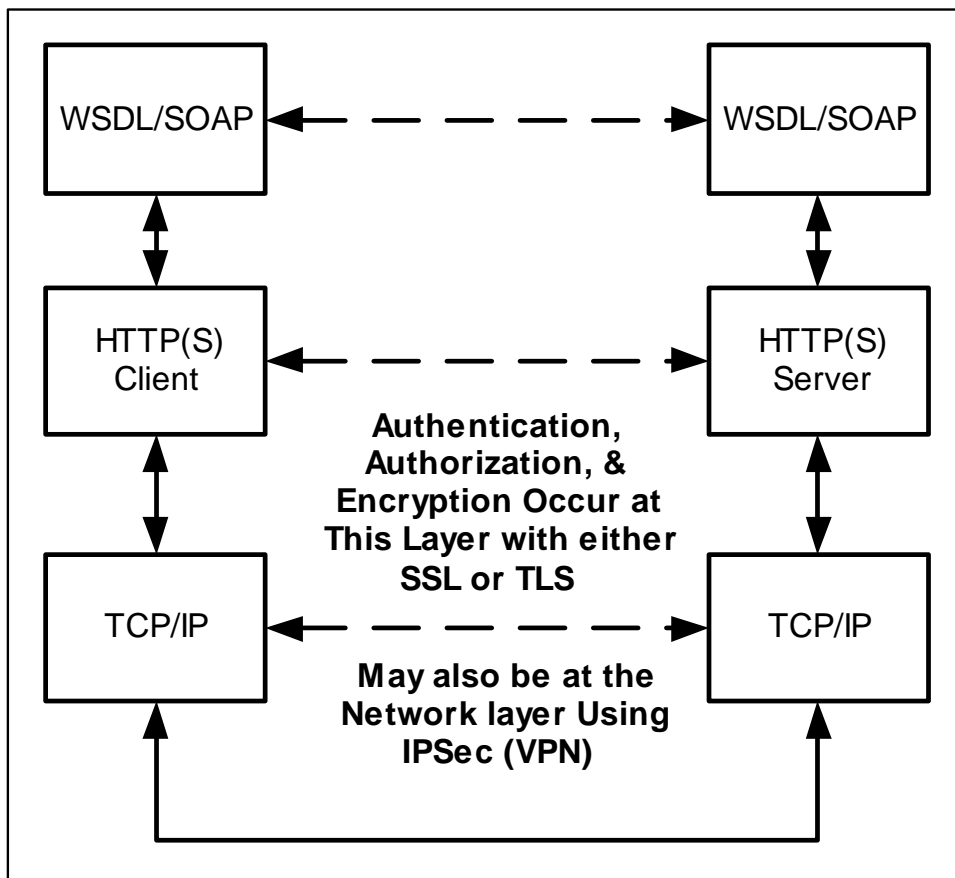 WSDL/SOAP
WSDL/SOAP
HTTP(S)
Client
HTTP(S)
Server
Authentication,
Authorization, &
Encryption Occur at
This Layer with either
SSL or TLS
TCP/IP
TCP/IP
May also be at the
Network layer Using
IPSec (VPN)